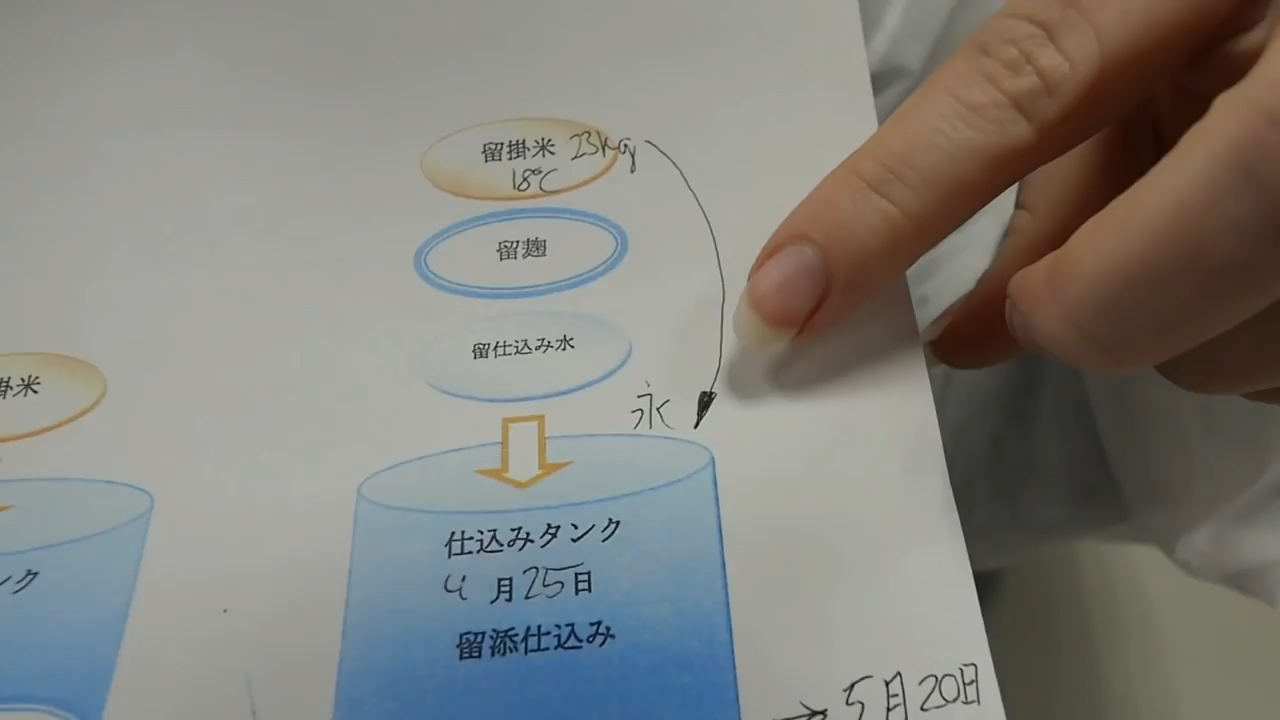 留掛米 23kg
18℃
留麹
留仕込み水
永
掛米
仕込みタンク
4月25日
留添仕込み
ンク
5月20日